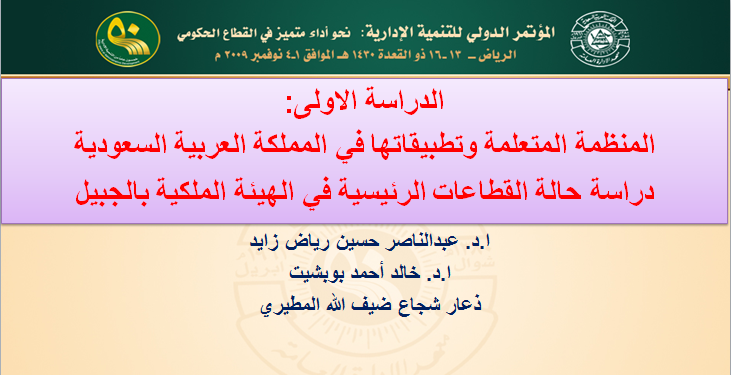 المؤتمر الدولي للتنمية الإدارية: نحو أداء متميز في القطاع الحكومي
الرياض – ١٣-١٦ ذو القعدة ١٤٣٠ هـ الموافق ١-٤ نوفمبر ٢٠٠٩ م
٥٠
الدراسة الاولى:
المنظمة المتعلمة وتطبيقاتها في المملكة العربية السعودية
دراسة حالة القطاعات الرئيسية في الهيئة الملكية بالجبيل
ا.د. عبدالناصر حسين رياض زايد
ا.د. خالد أحمد بوبشيت
ذعار شجاع ضيف الله المطيري